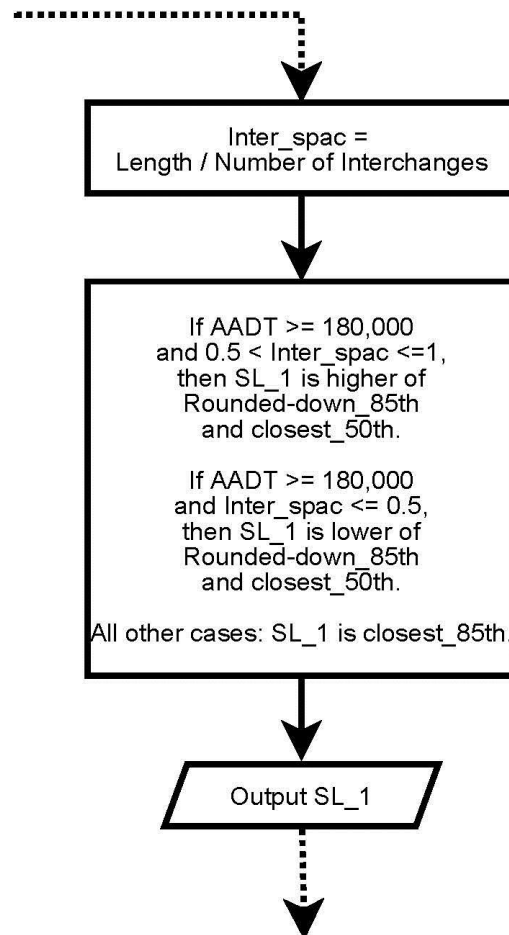 Inter_spac =
Length / Number of Interchanges
If AADT >= 180,000
and 0.5 < Inter_spac <=1,
then SL_1 is higher of
Rounded-down_85th
and closest_50th.
If AADT >= 180,000
and Inter_spac <= 0.5,
then SL_1 is lower of
Rounded-down_85th
and closest_50th.
All other cases: SL_1 is closest_85th.
Output SL_1